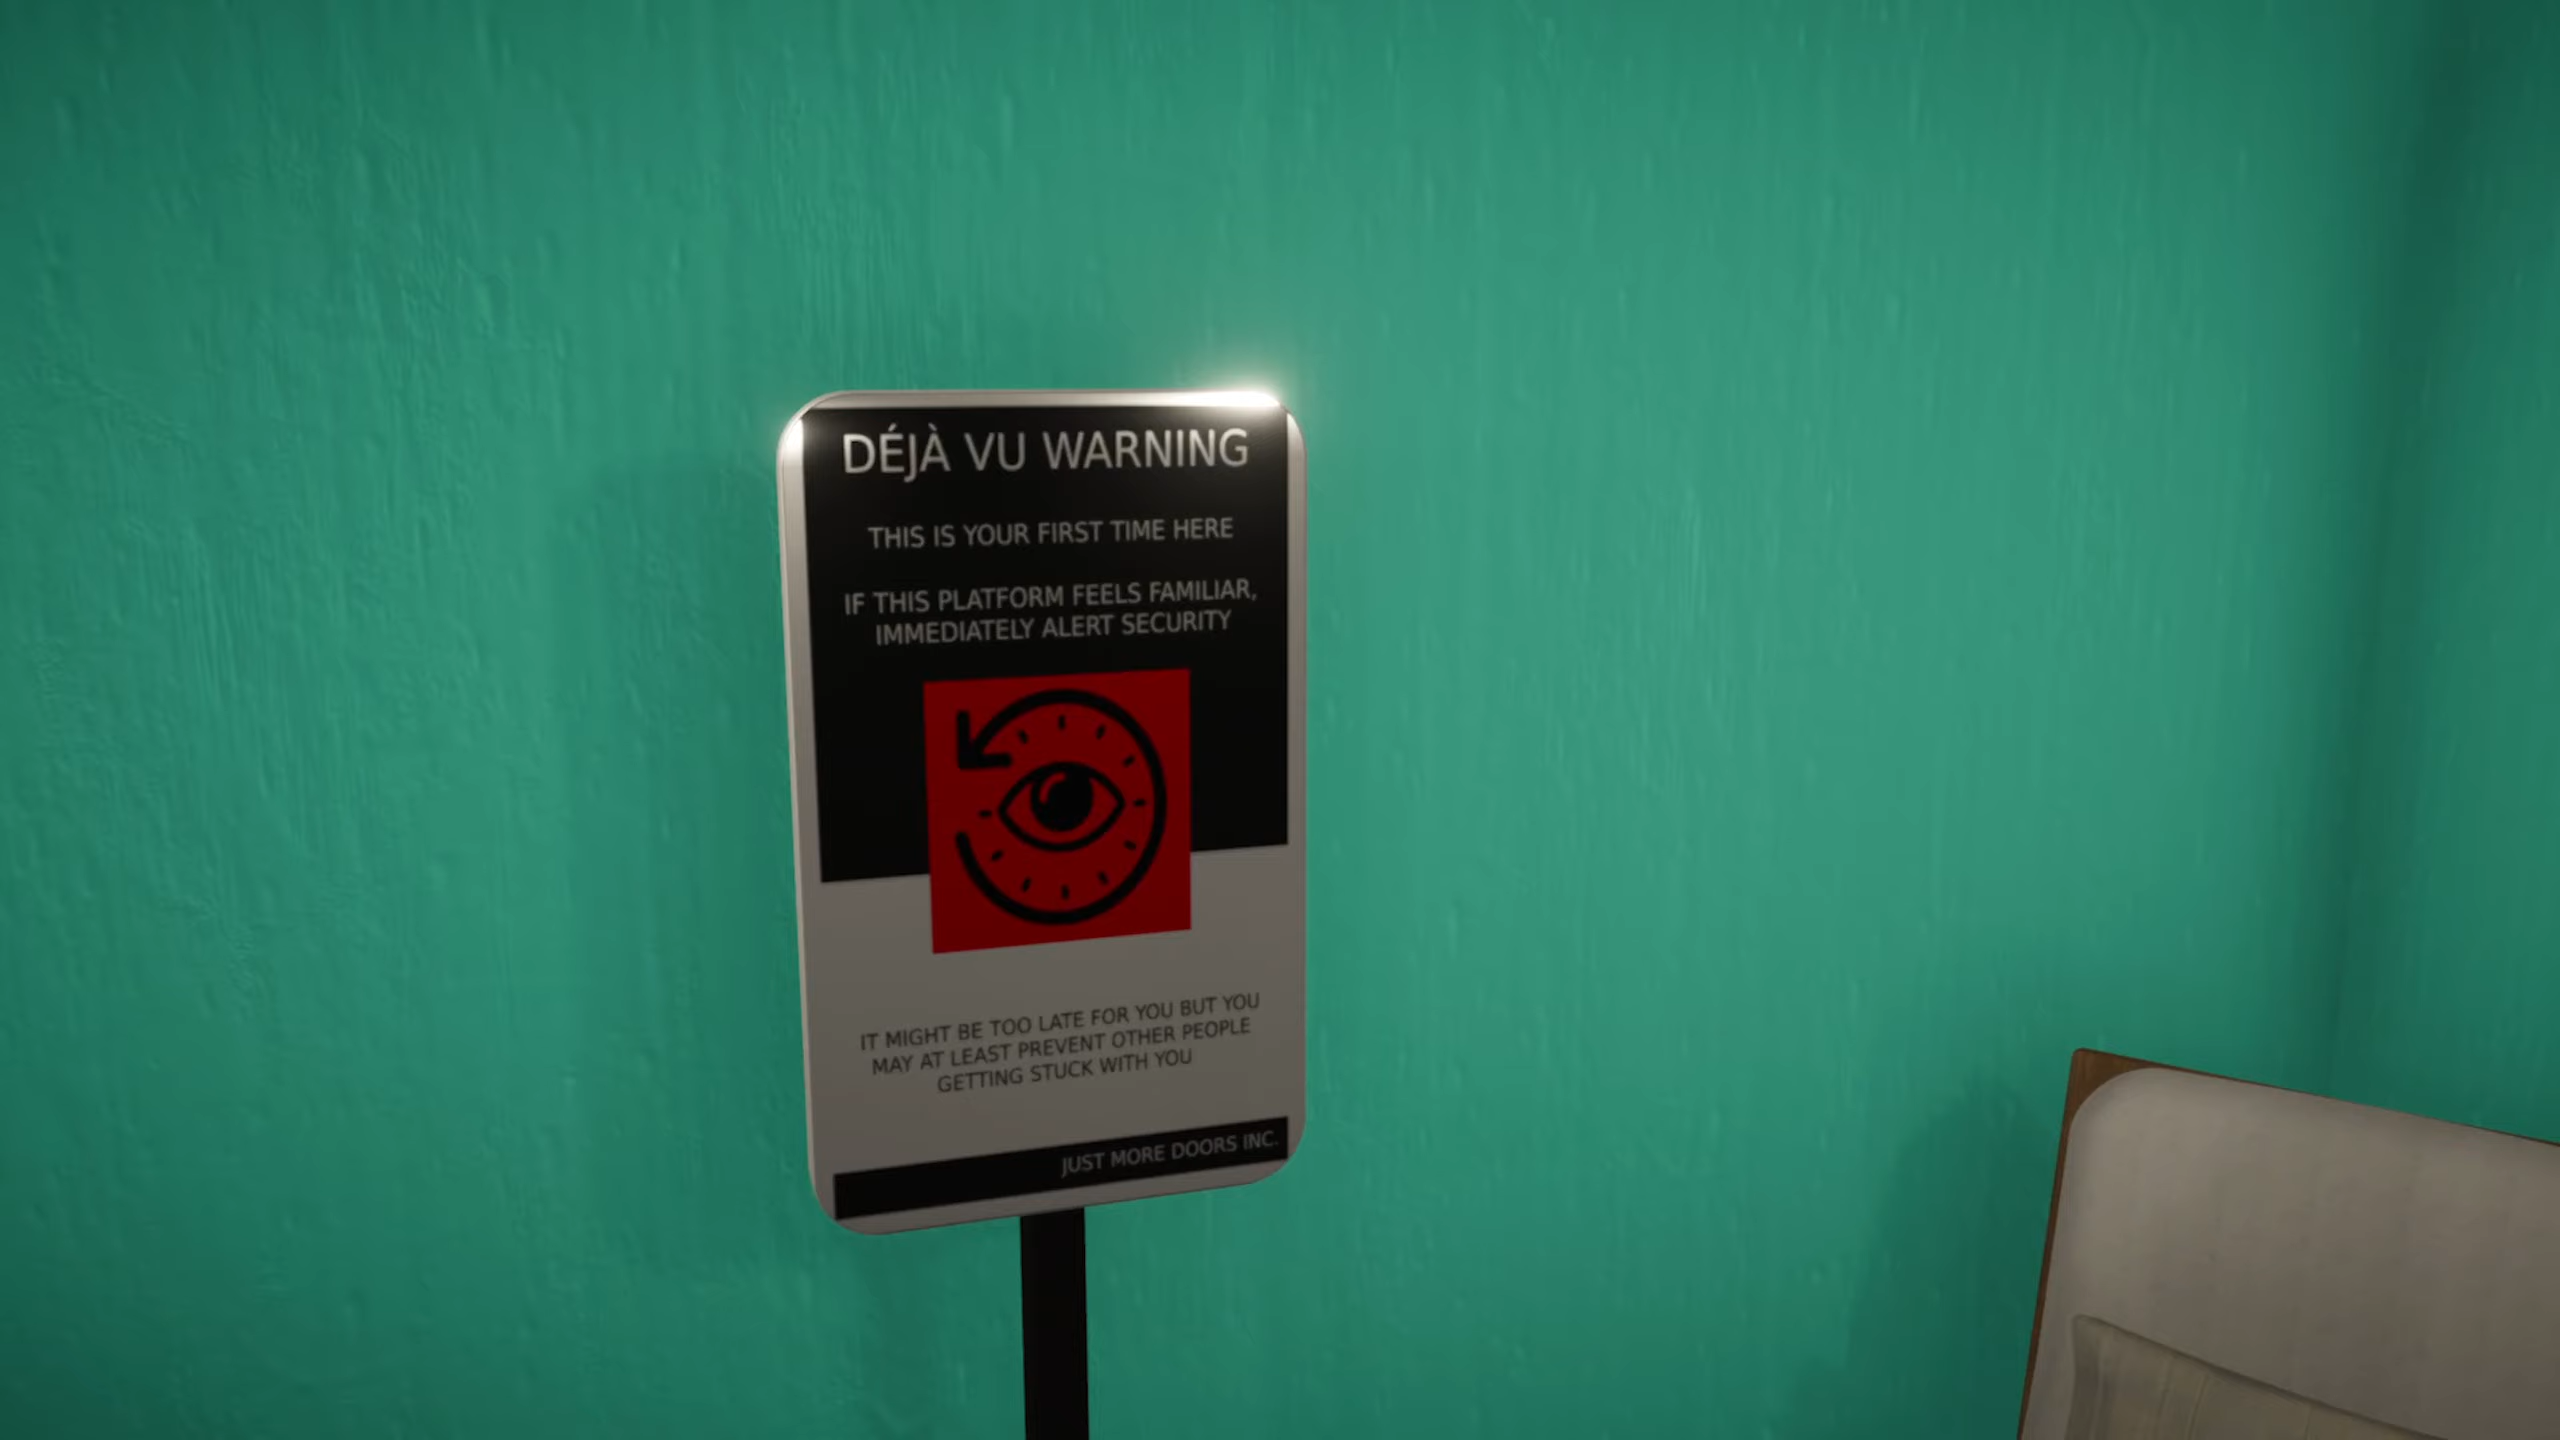 DÉJÀ VU WARNING
THIS IS YOUR FIRST TIME HERE
IF THIS PLATFORM FEELS FAMILIAR,
IMMEDIATELY ALERT SECURITY
IT MIGHT BE TOO LATE FOR YOU BUT YOU
MAY AT LEAST PREVENT OTHER PEOPLE
GETTING STUCK WITH YOU
JUST MORE DOORS INC.